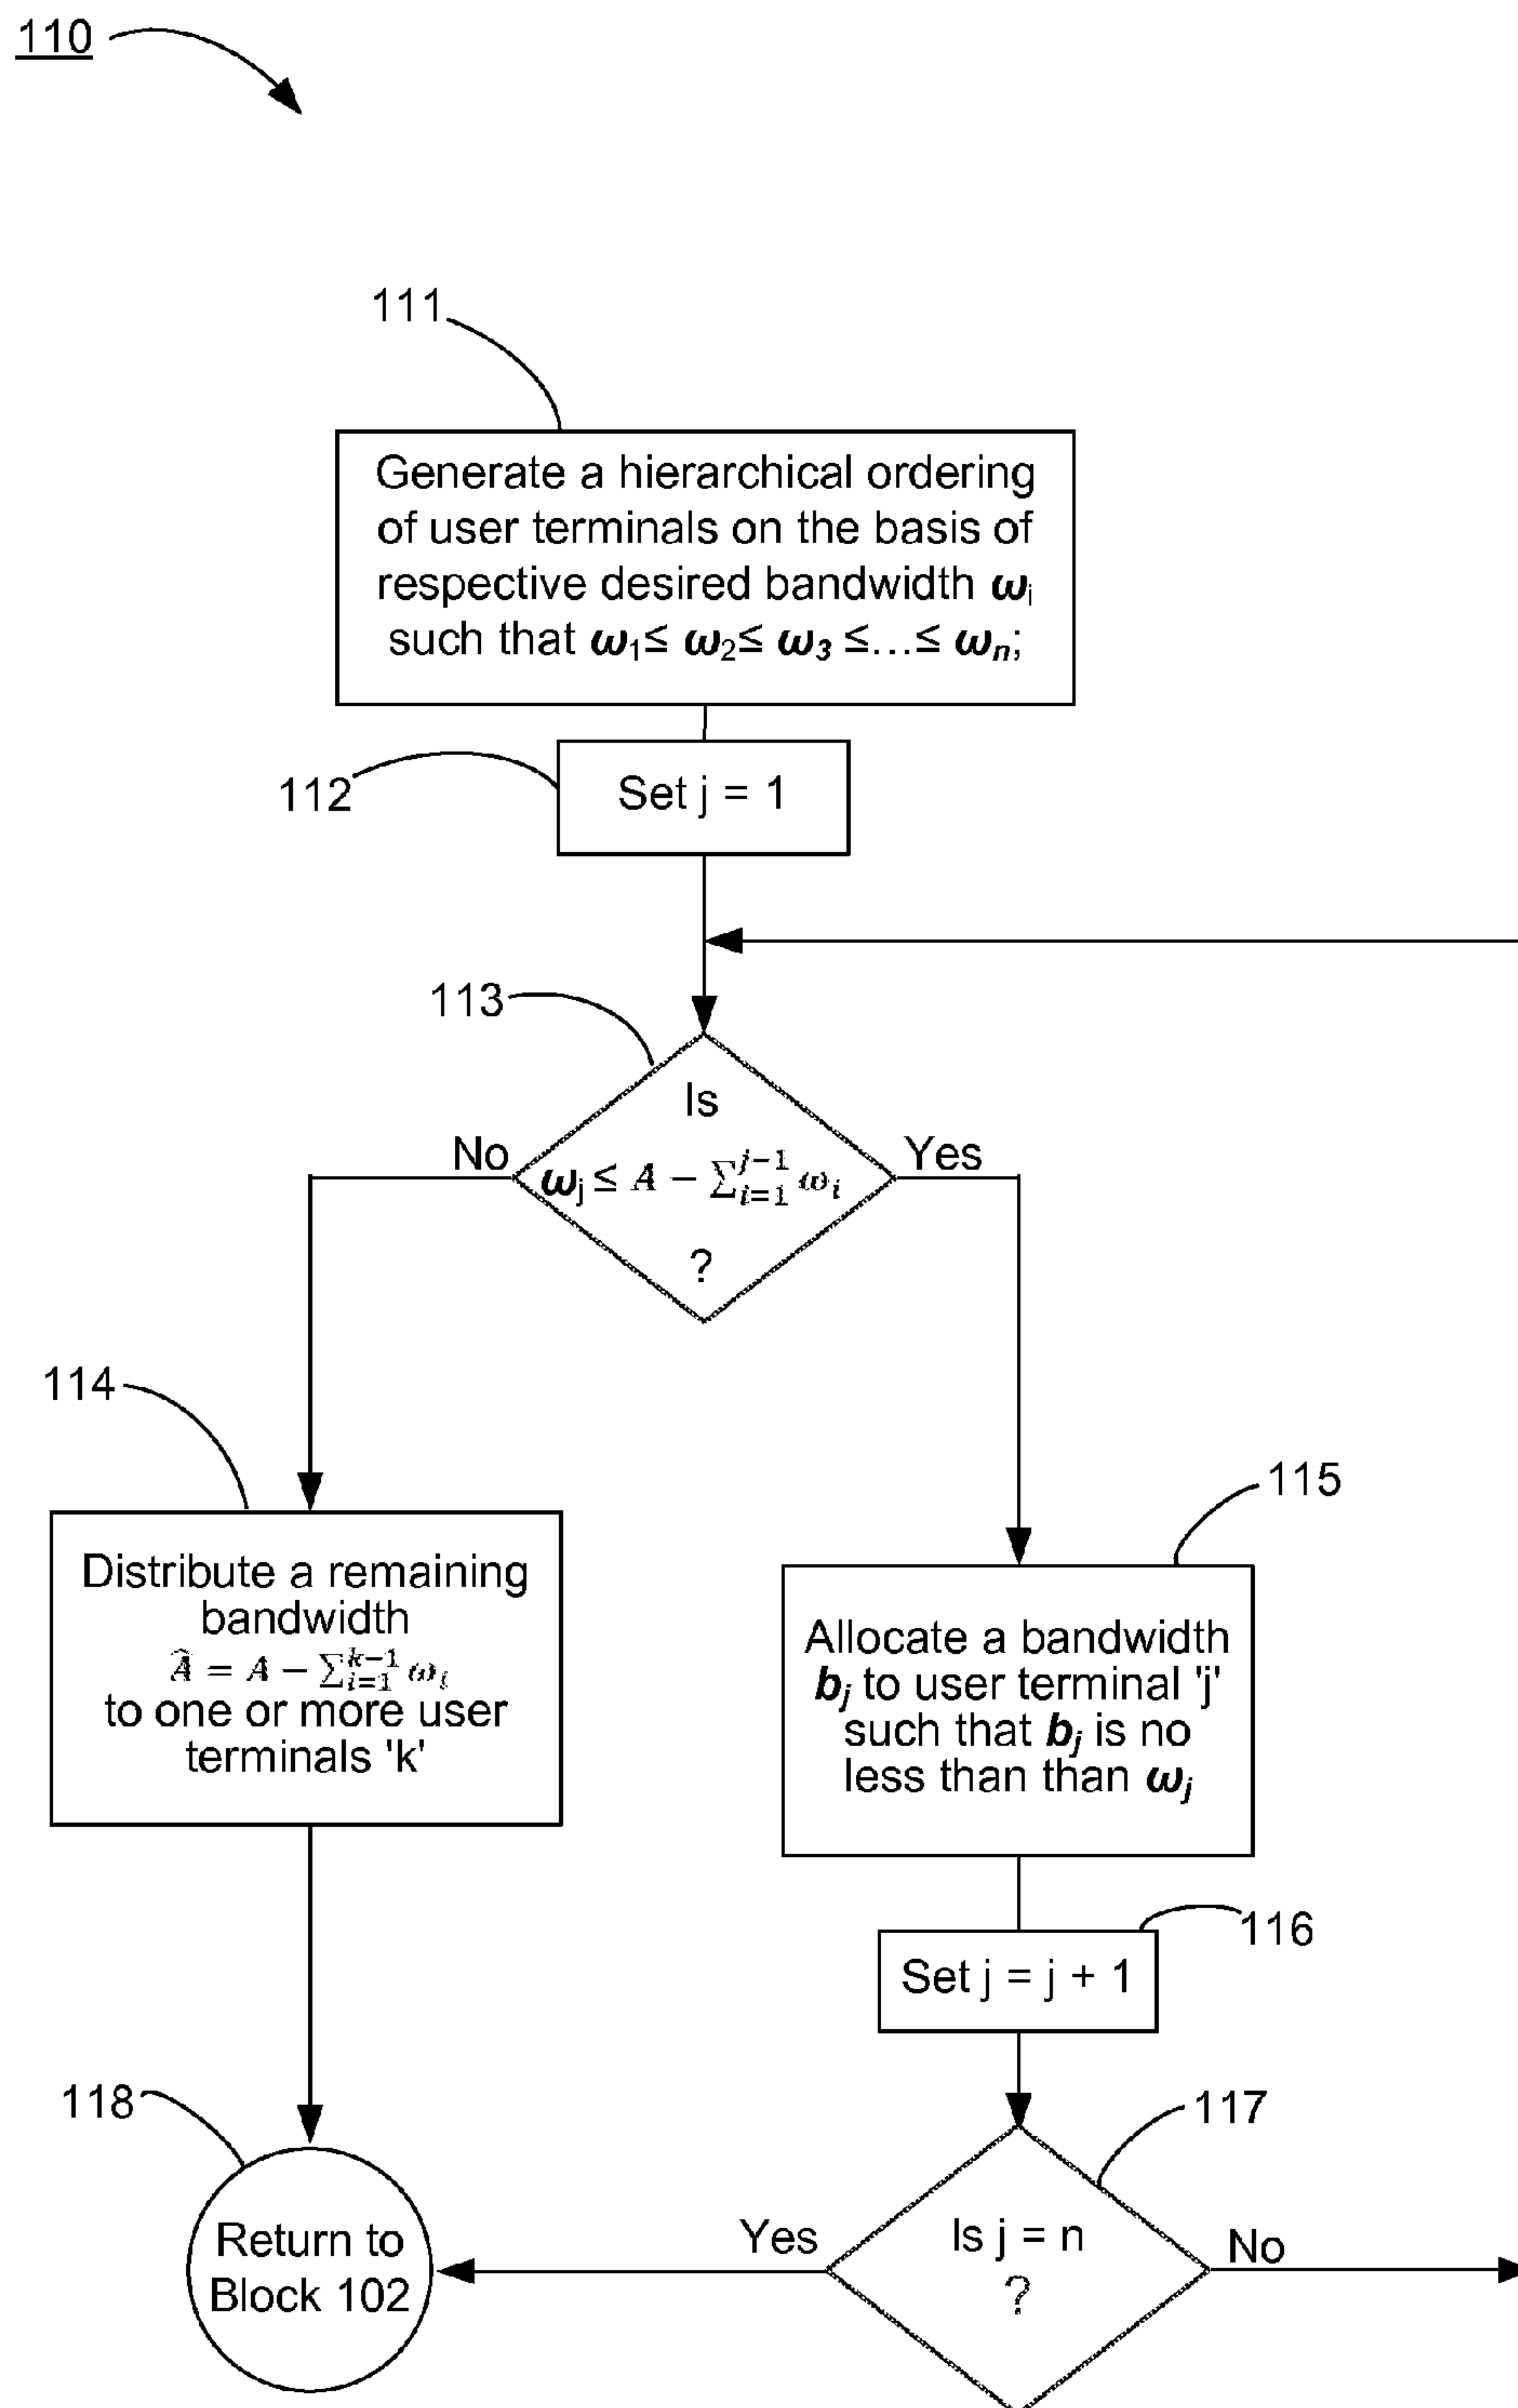 110
111
Generate a hierarchical ordering
of user terminals on the basis of
respective desired bandwidth ωi
such that ω1≤ ω2≤ ω3 ≤...≤ ωn;
112
Set j = 1
113
Is
No
Yes
ωj ≤ A − ∑_{i=1}^{j−1} ωi
?
114
115
Distribute a remaining
bandwidth
Â = A − ∑_{i=1}^{k−1} ωi
to one or more user
terminals 'k'
Allocate a bandwidth
bj to user terminal 'j'
such that bj is no
less than than ωj
116
Set j = j + 1
118
117
Return to
Block 102
Yes
Is j = n
?
No